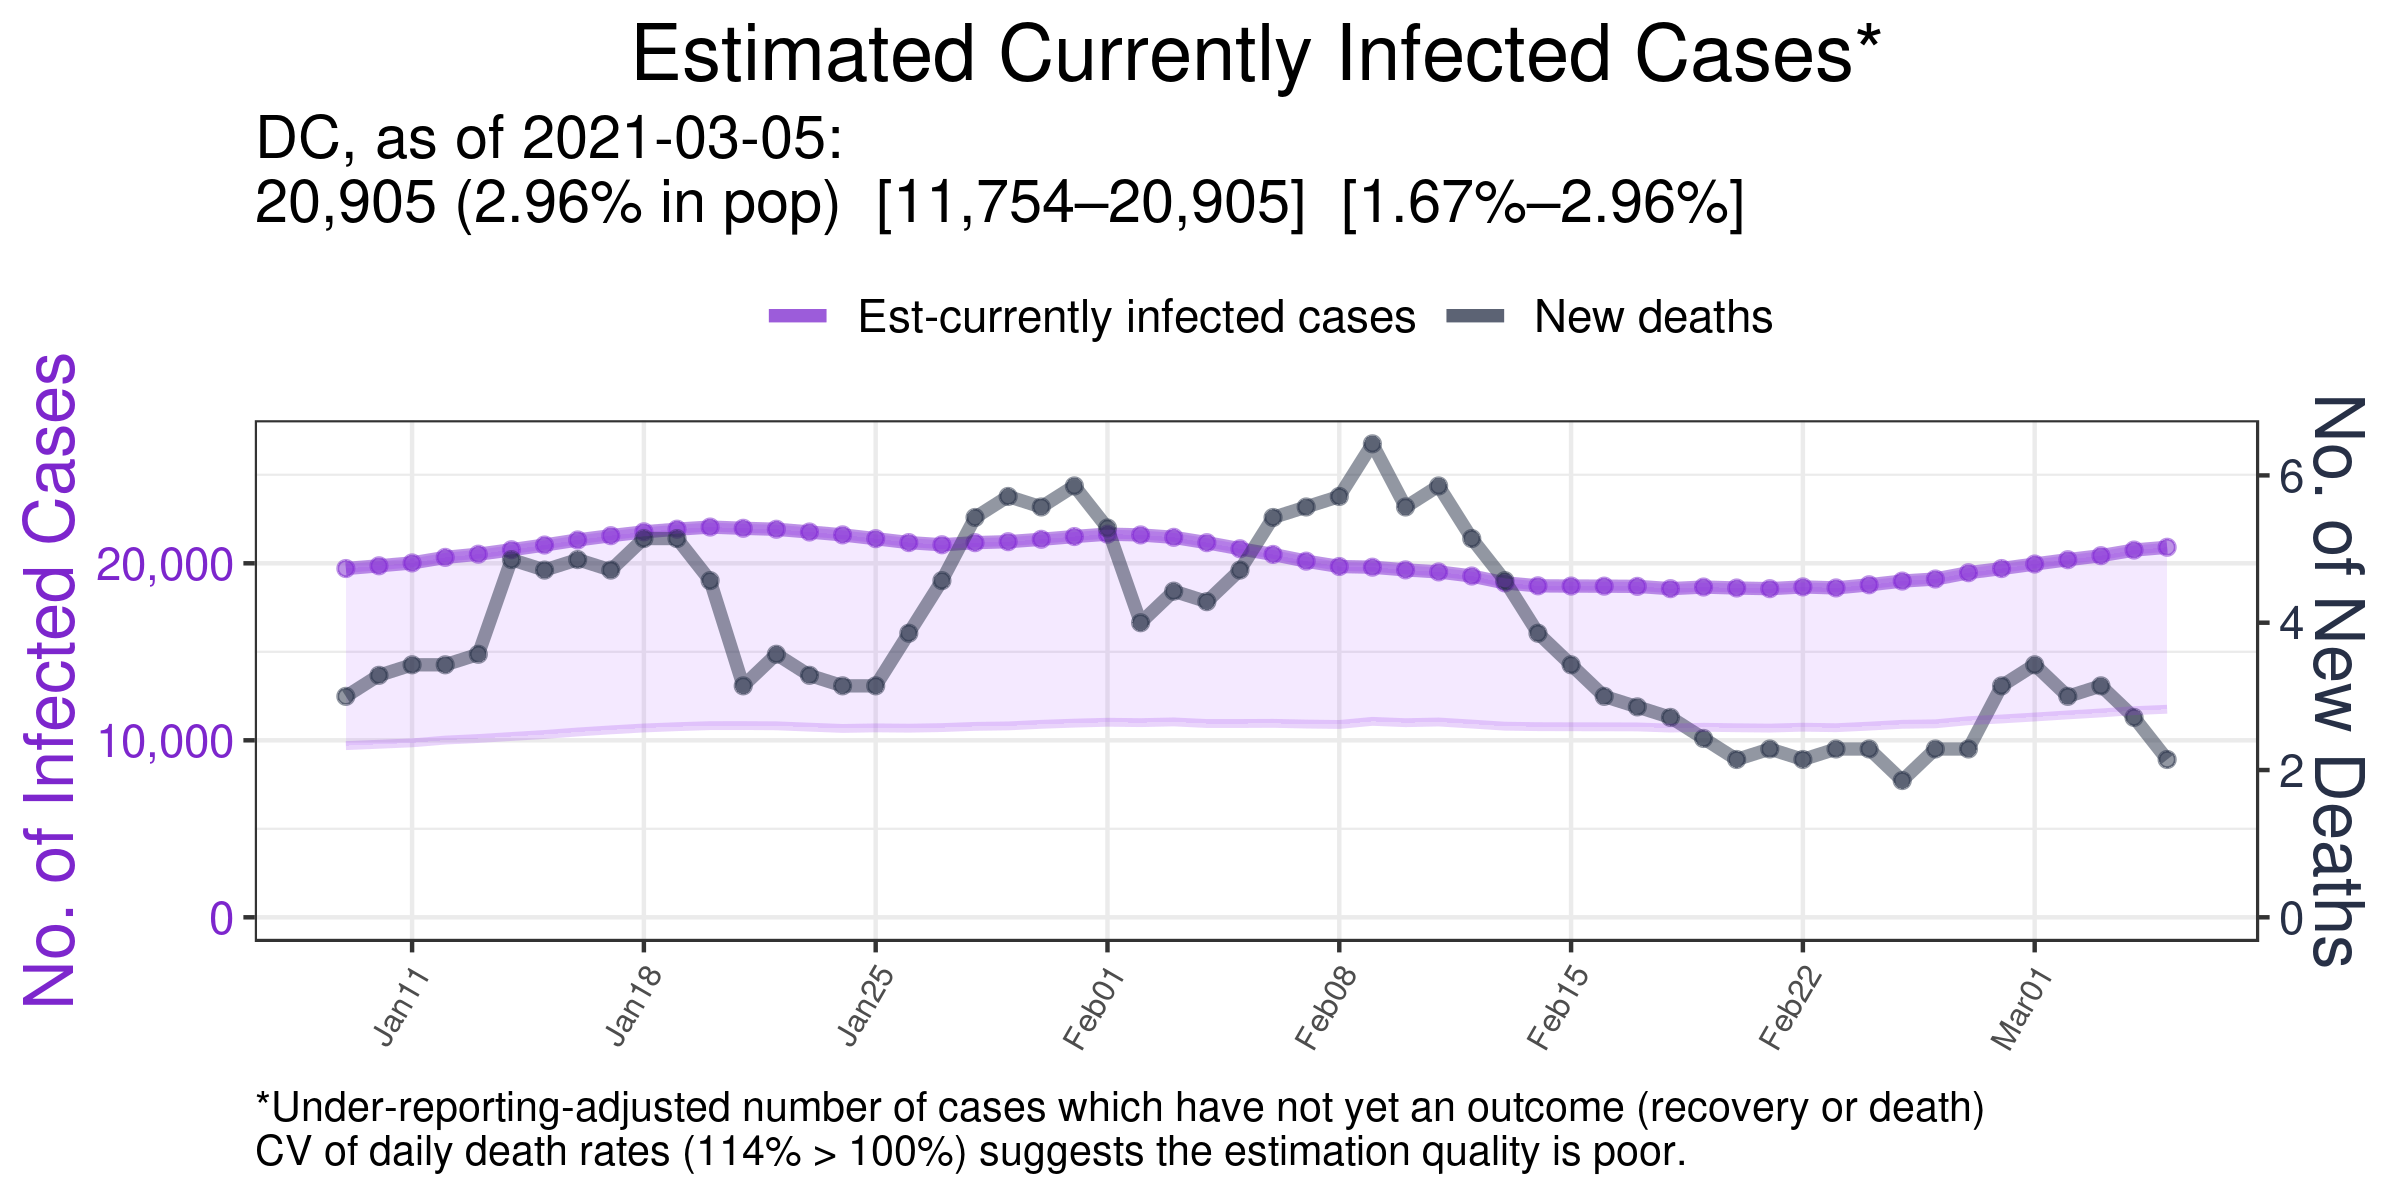 Estimated Currently Infected Cases*
DC, as of 2021-03-05:
20,905 (2.96% in pop)  [11,754–20,905]  [1.67%–2.96%]
Est-currently infected cases
New deaths
No. of Infected Cases
20,000
10,000
0
No. of New Deaths
6
4
2
0
Jan11
Jan18
Jan25
Feb01
Feb08
Feb15
Feb22
Mar01
*Under-reporting-adjusted number of cases which have not yet an outcome (recovery or death)
CV of daily death rates (114% > 100%) suggests the estimation quality is poor.